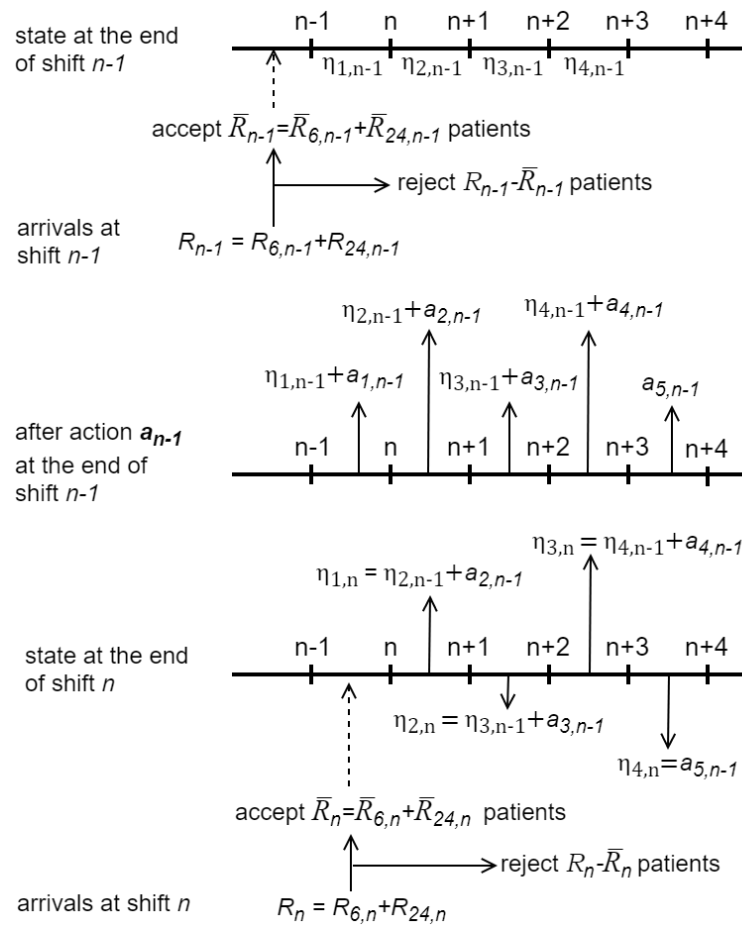 state at the end
of shift n-1
n-1 n n+1 n+2 n+3 n+4
η1,n-1 η2,n-1 η3,n-1 η4,n-1
accept R̅n-1=R̅6,n-1+R̅24,n-1 patients
reject Rn-1-R̅n-1 patients
arrivals at
shift n-1
Rn-1 = R6,n-1+R24,n-1
η2,n-1+a2,n-1 η4,n-1+a4,n-1
η1,n-1+a1,n-1 η3,n-1+a3,n-1 a5,n-1
after action an-1
at the end of
shift n-1
n-1 n n+1 n+2 n+3 n+4
η3,n = η4,n-1+a4,n-1
η1,n = η2,n-1+a2,n-1
state at the end
of shift n
n-1 n n+1 n+2 n+3 n+4
η2,n = η3,n-1+a3,n-1
η4,n=a5,n-1
accept R̅n=R̅6,n+R̅24,n patients
reject Rn-R̅n patients
arrivals at shift n
Rn = R6,n+R24,n